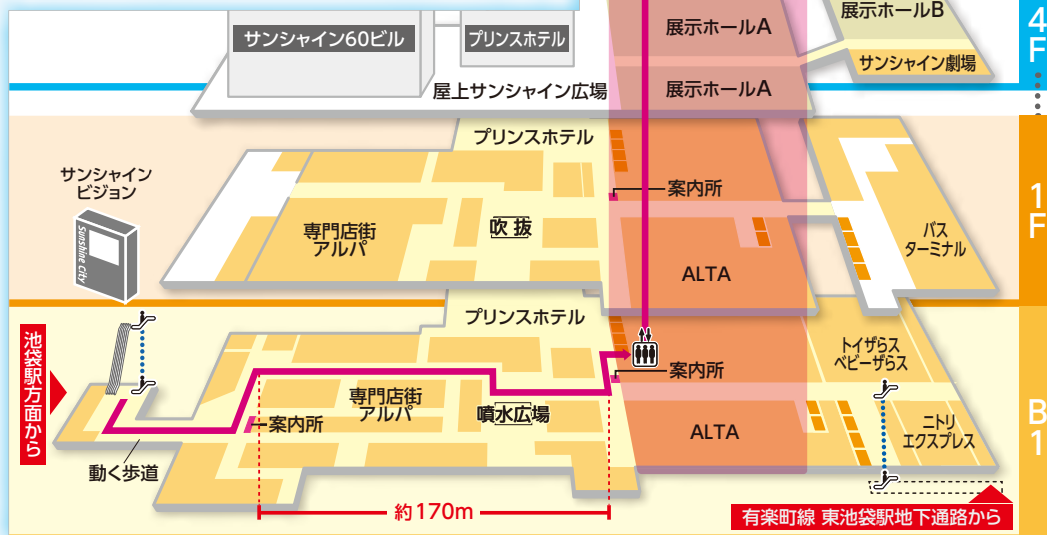 展示ホールB
4F
サンシャイン60ビル
プリンスホテル
展示ホールA
サンシャイン劇場
屋上サンシャイン広場
展示ホールA
プリンスホテル
サンシャイン
ビジョン
案内所
1F
Sunshine City
専門店街
アルパ
吹抜
バス
ターミナル
ALTA
プリンスホテル
池袋駅方面から
トイザらス
ベビーザらス
案内所
専門店街
アルパ
噴水広場
案内所
ALTA
ニトリ
エクスプレス
B1
動く歩道
約170m
有楽町線 東池袋駅地下通路から